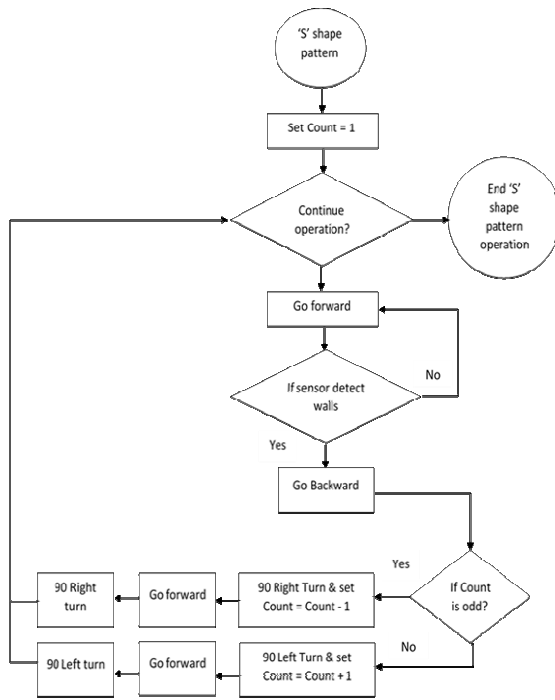 'S' shape
pattern
Set Count = 1
Continue
operation?
End 'S'
shape
pattern
operation
Go forward
If sensor detect
walls
No
Yes
Go Backward
If Count
is odd?
Yes
90 Right Turn & set
Count = Count - 1
Go forward
90 Right
turn
No
90 Left Turn & set
Count = Count + 1
Go forward
90 Left turn